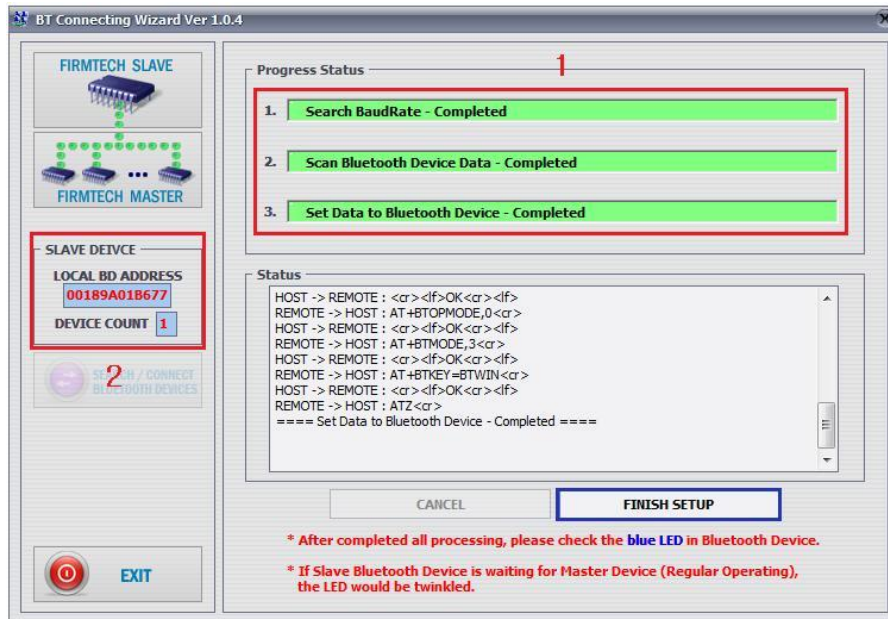 BT Connecting Wizard Ver 1.0.4
FIRMTECH SLAVE
FIRMTECH MASTER
SLAVE DEIVCE
LOCAL BD ADDRESS
00189A01B677
DEVICE COUNT 1
2
SEARCH / CONNECT
BLUETOOTH DEVICES
EXIT
Progress Status
1
1. Search BaudRate - Completed
2. Scan Bluetooth Device Data - Completed
3. Set Data to Bluetooth Device - Completed
Status
HOST -> REMOTE : <cr><lf>OK<cr><lf>
REMOTE -> HOST : AT+BTOPMODE,0<cr>
HOST -> REMOTE : <cr><lf>OK<cr><lf>
REMOTE -> HOST : AT+BTMODE,3<cr>
HOST -> REMOTE : <cr><lf>OK<cr><lf>
REMOTE -> HOST : AT+BTKEY=BTWIN<cr>
HOST -> REMOTE : <cr><lf>OK<cr><lf>
REMOTE -> HOST : ATZ<cr>
==== Set Data to Bluetooth Device - Completed ====
CANCEL
FINISH SETUP
* After completed all processing, please check the blue LED in Bluetooth Device.
* If Slave Bluetooth Device is waiting for Master Device (Regular Operating),
the LED would be twinkled.